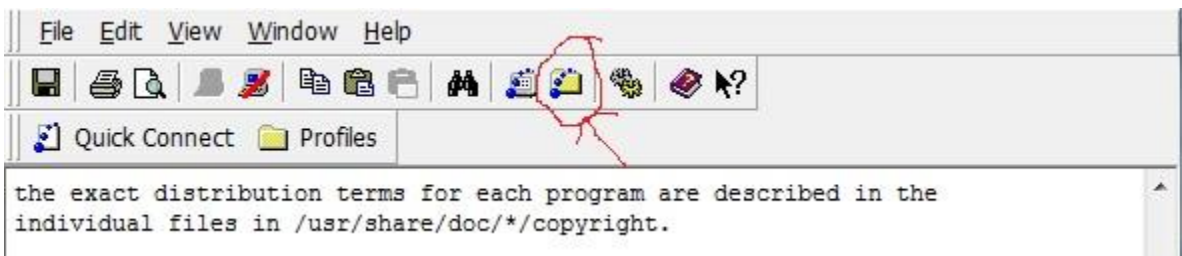 File Edit View Window Help
Quick Connect Profiles
the exact distribution terms for each program are described in the
individual files in /usr/share/doc/*/copyright.